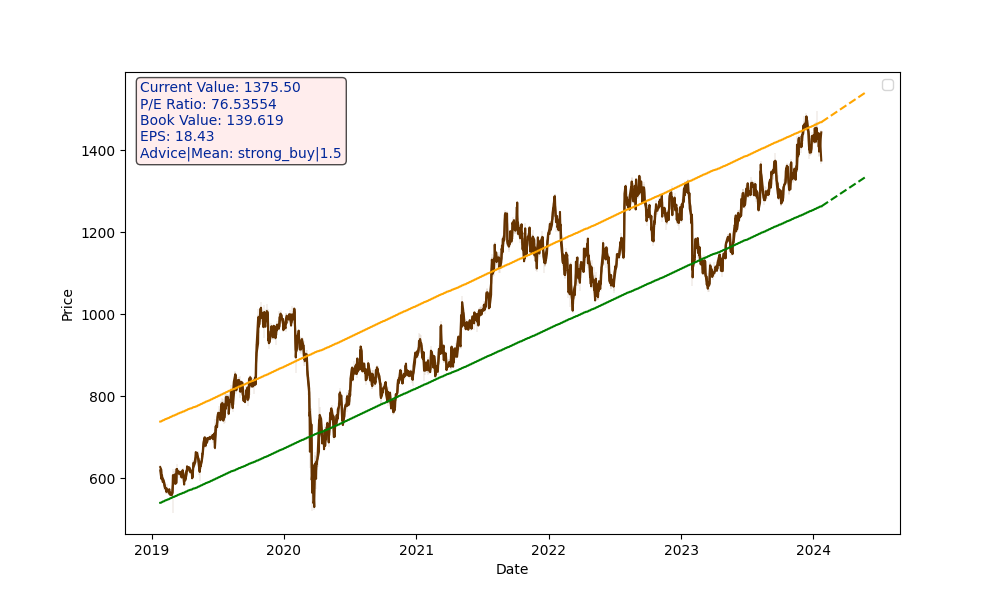 Current Value: 1375.50
P/E Ratio: 76.53554
Book Value: 139.619
EPS: 18.43
Advice|Mean: strong_buy|1.5
1400
1200
1000
800
600
Price
2019 2020 2021 2022 2023 2024
Date